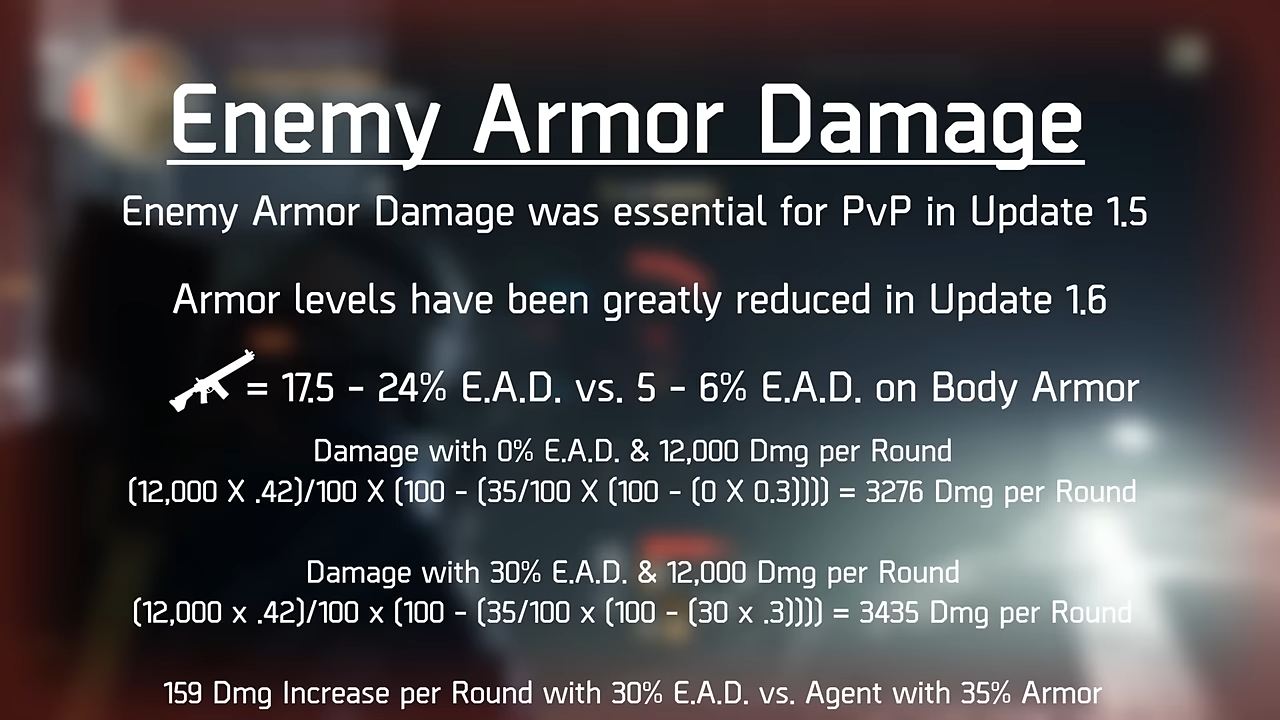 Enemy Armor Damage
Enemy Armor Damage was essential for PvP in Update 1.5
Armor levels have been greatly reduced in Update 1.6
= 17.5 - 24% E.A.D. vs. 5 - 6% E.A.D. on Body Armor
Damage with 0% E.A.D. & 12,000 Dmg per Round
(12,000 X .42)/100 X (100 - (35/100 X (100 - (0 X 0.3)))) = 3276 Dmg per Round
Damage with 30% E.A.D. & 12,000 Dmg per Round
(12,000 x .42)/100 x (100 - (35/100 x (100 - (30 x .3)))) = 3435 Dmg per Round
159 Dmg Increase per Round with 30% E.A.D. vs. Agent with 35% Armor